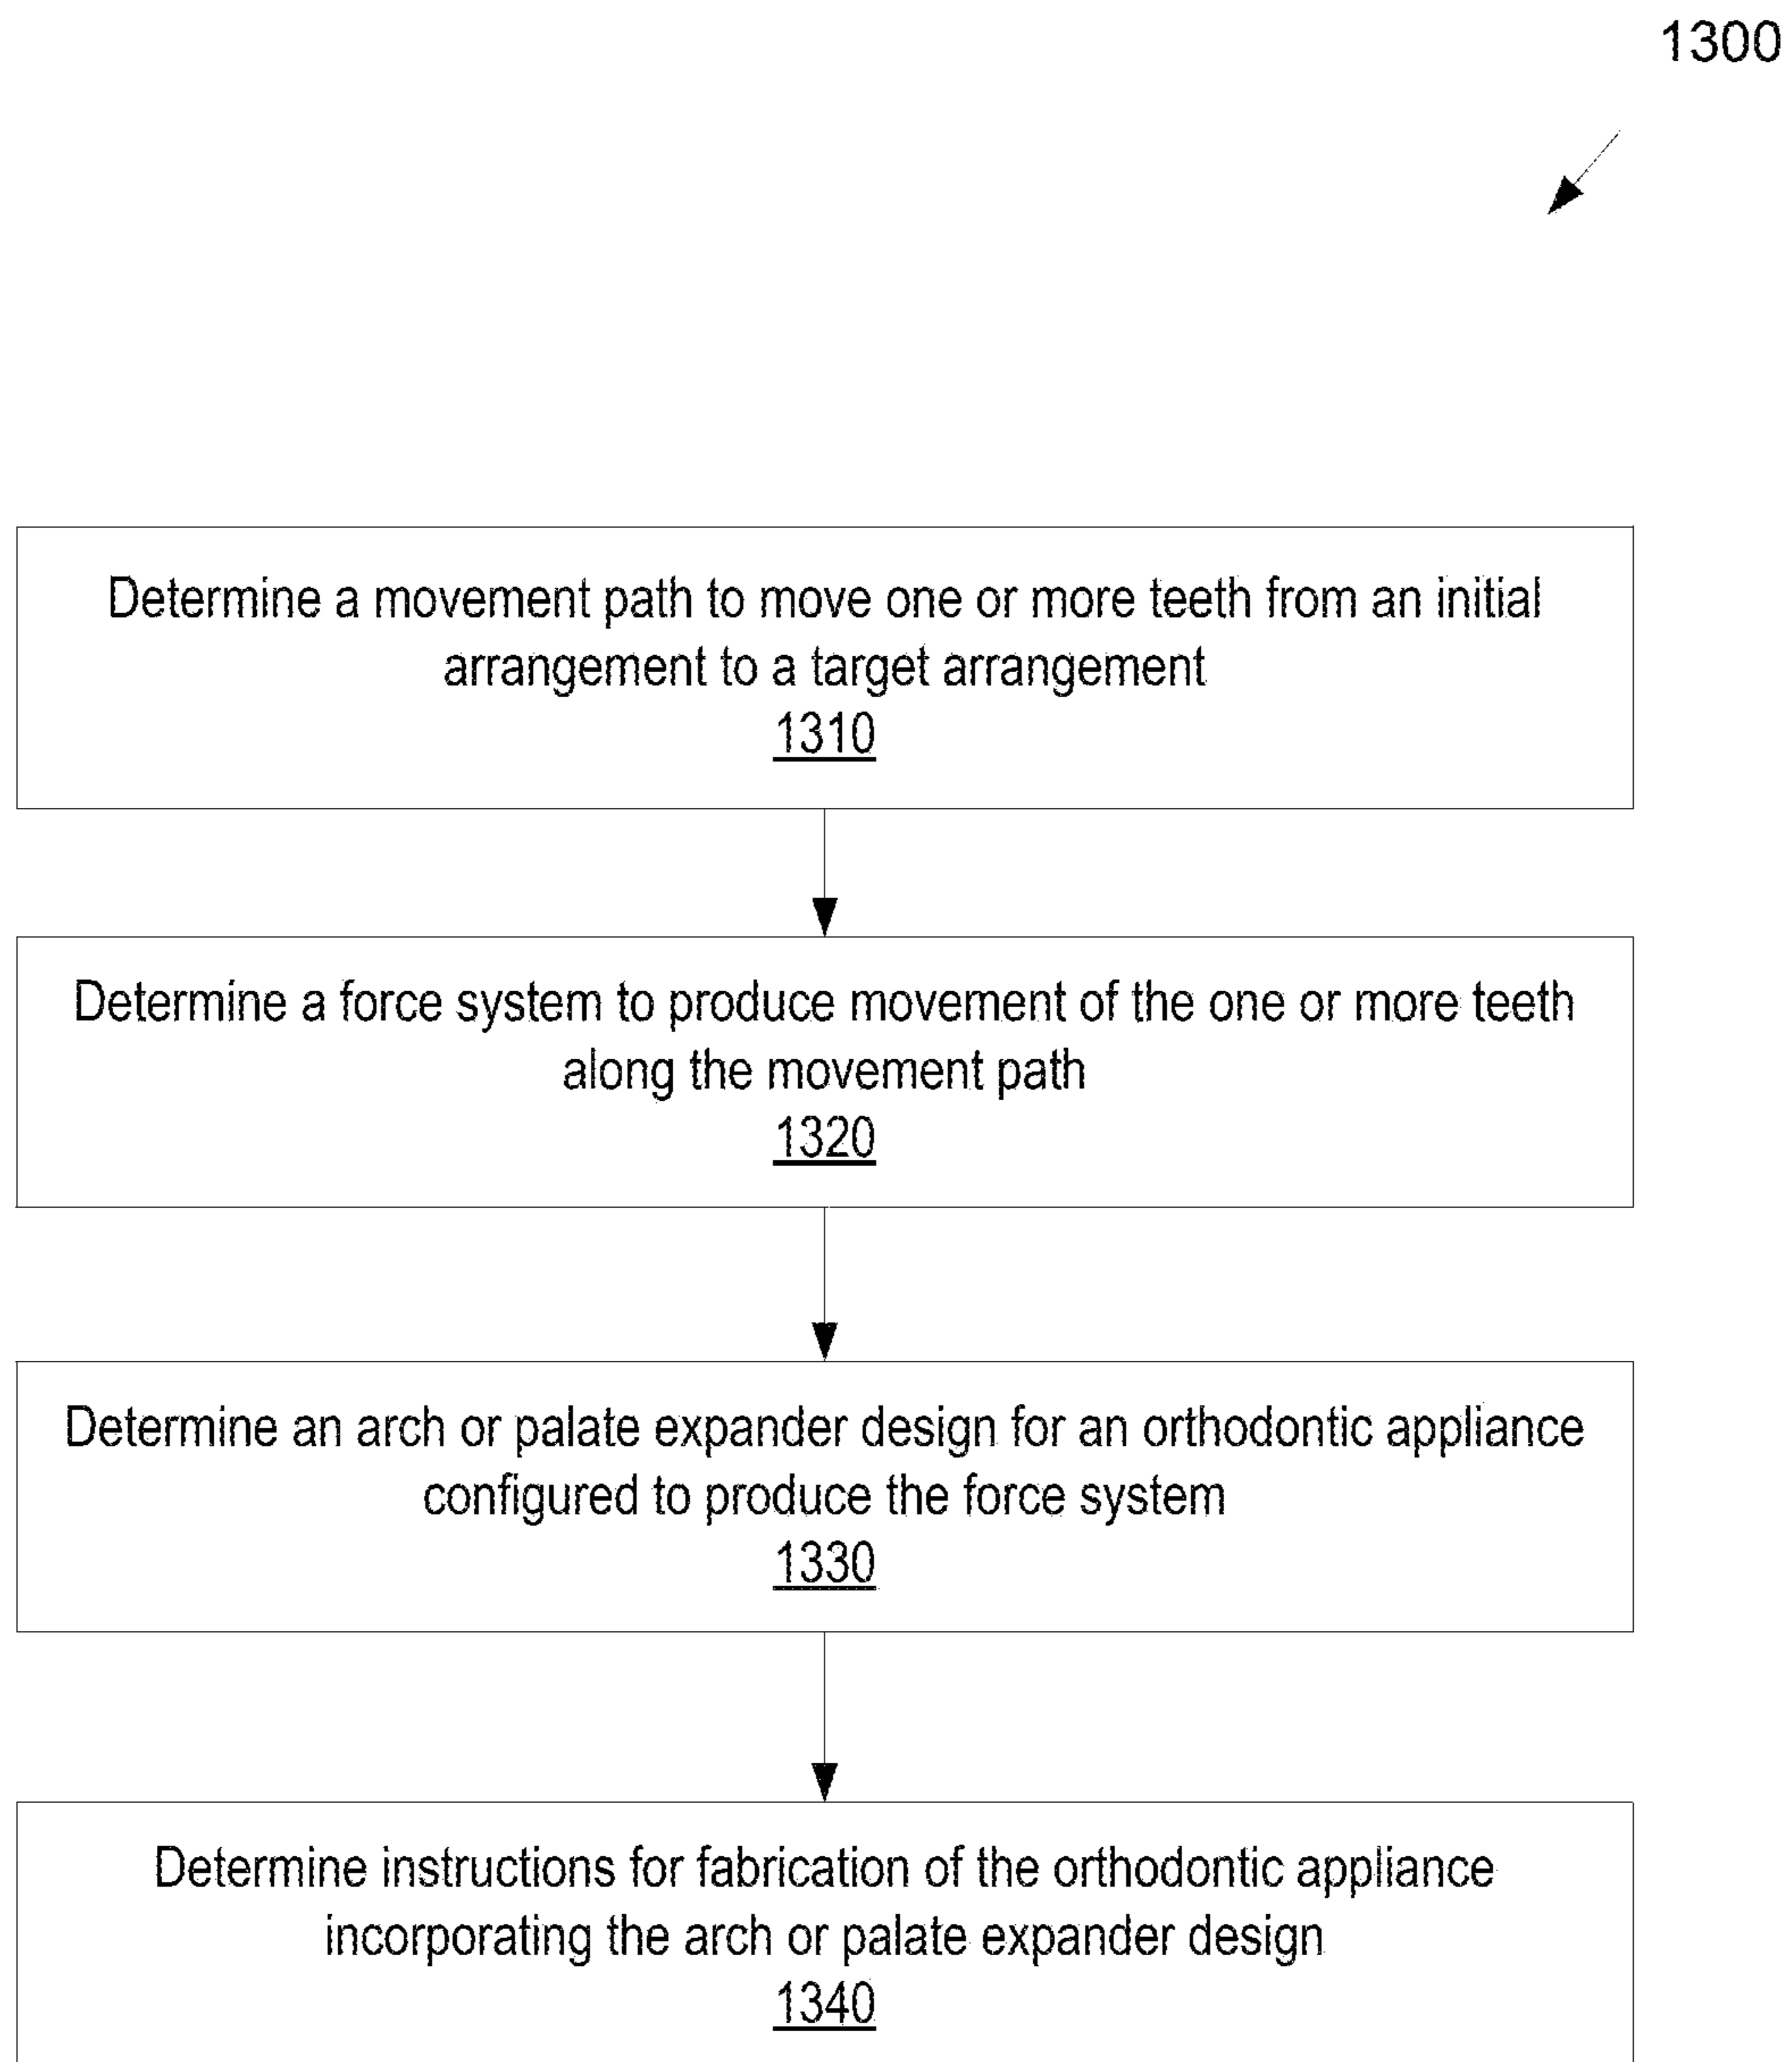 1300
Determine a movement path to move one or more teeth from an initial
arrangement to a target arrangement
1310
Determine a force system to produce movement of the one or more teeth
along the movement path
1320
Determine an arch or palate expander design for an orthodontic appliance
configured to produce the force system
1330
Determine instructions for fabrication of the orthodontic appliance
incorporating the arch or palate expander design
1340